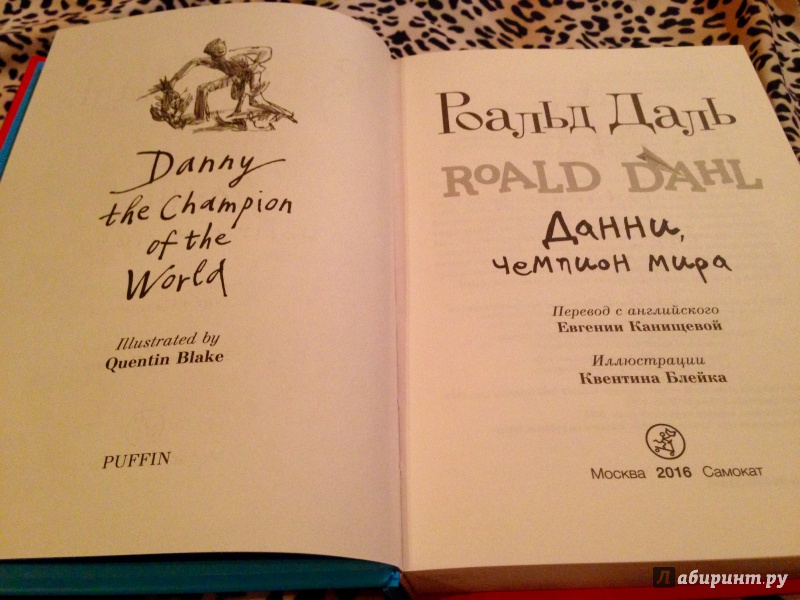 Danny
the Champion
of the
World
Illustrated by
Quentin Blake
PUFFIN
Роальд Даль
ROALD DAHL
Данни,
чемпион мира
Перевод с английского
Евгении Канищевой
Иллюстрации
Квентина Блейка
Москва 2016 Самокат
Лабиринт.ру